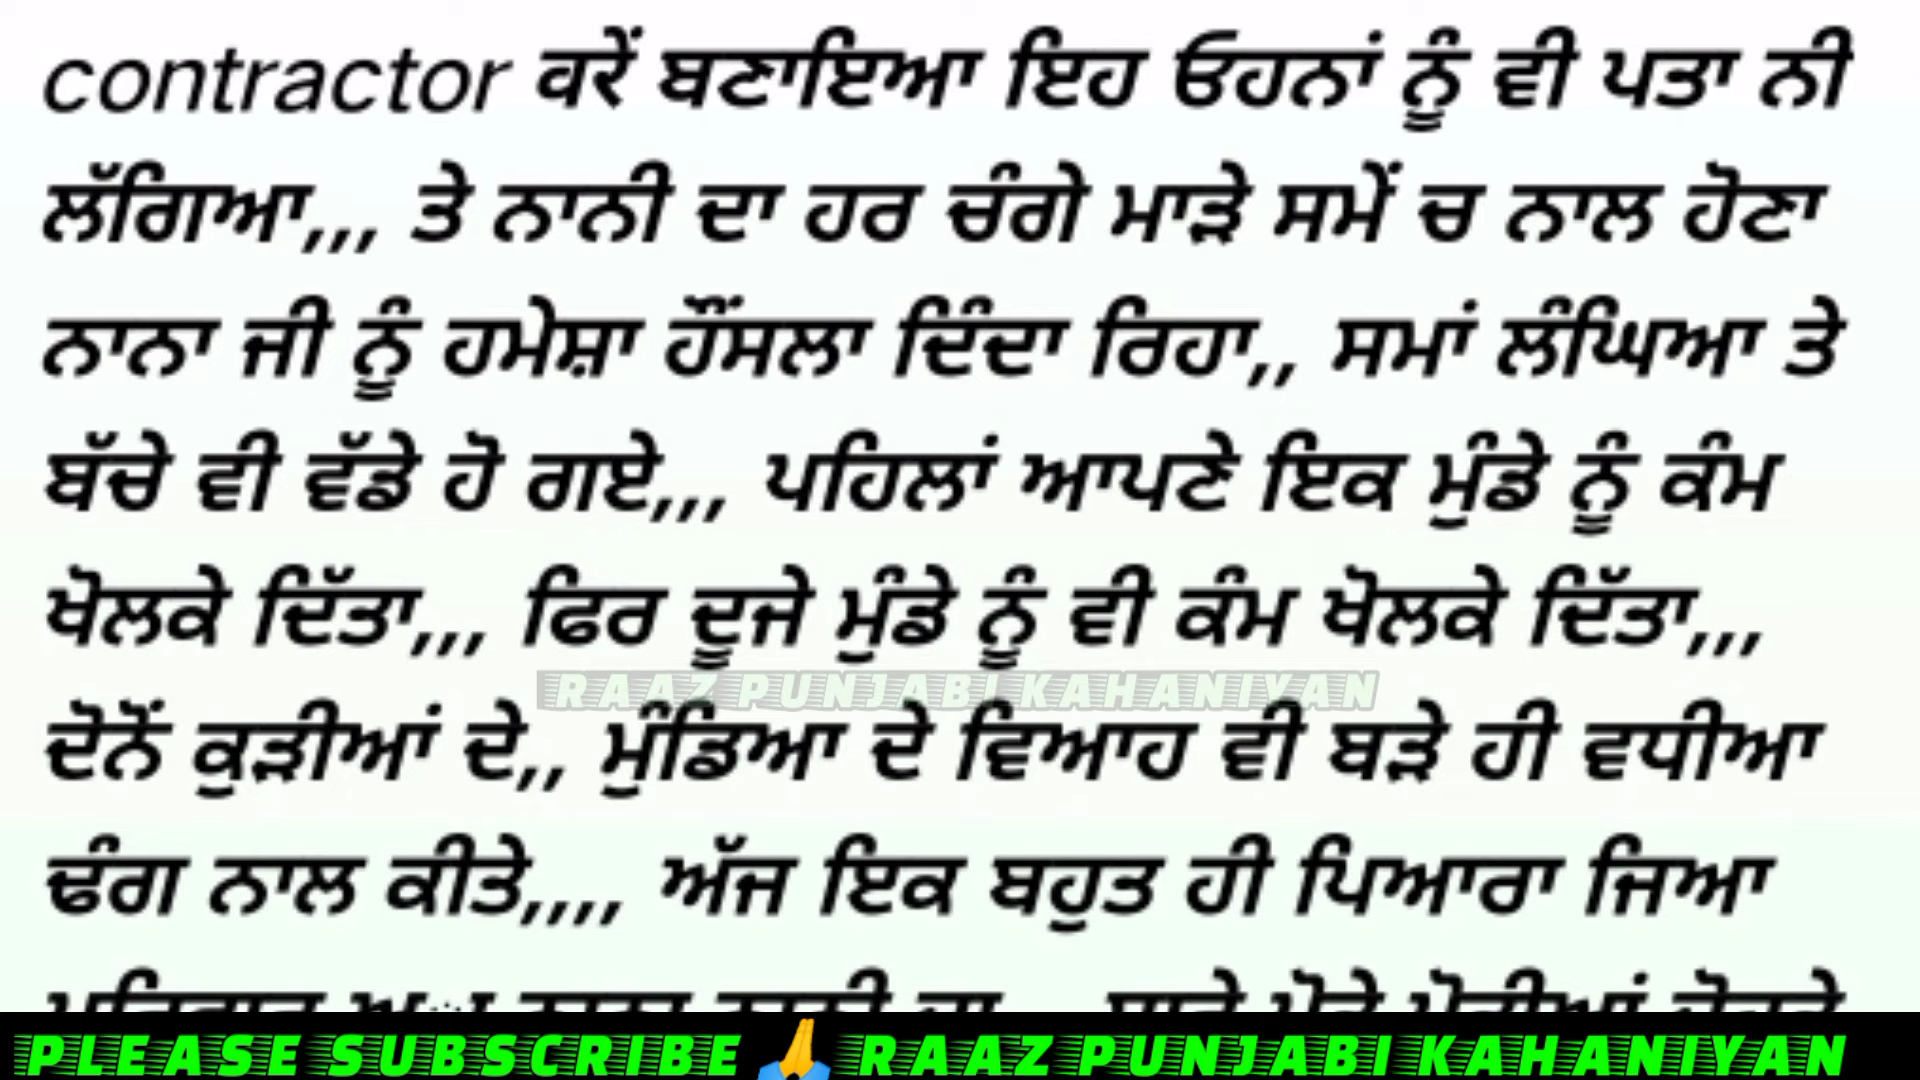 contractor ਕਰੇਂ ਬਣਾਇਆ ਇਹ ਓਹਨਾਂ ਨੂੰ ਵੀ ਪਤਾ ਨੀ
ਲੱਗਿਆ,,, ਤੇ ਨਾਨੀ ਦਾ ਹਰ ਚੰਗੇ ਮਾੜੇ ਸਮੇਂ ਚ ਨਾਲ ਹੋਣਾ
ਨਾਨਾ ਜੀ ਨੂੰ ਹਮੇਸ਼ਾ ਹੌਂਸਲਾ ਦਿੰਦਾ ਰਿਹਾ,, ਸਮਾਂ ਲੰਘਿਆ ਤੇ
ਬੱਚੇ ਵੀ ਵੱਡੇ ਹੋ ਗਏ,,, ਪਹਿਲਾਂ ਆਪਣੇ ਇਕ ਮੁੰਡੇ ਨੂੰ ਕੰਮ
ਖੋਲਕੇ ਦਿੱਤਾ,,, ਫਿਰ ਦੂਜੇ ਮੁੰਡੇ ਨੂੰ ਵੀ ਕੰਮ ਖੋਲਕੇ ਦਿੱਤਾ,,,
RAAZ PUNJABI KAHANIYAN
ਦੋਨੋਂ ਕੁੜੀਆਂ ਦੇ,, ਮੁੰਡਿਆ ਦੇ ਵਿਆਹ ਵੀ ਬੜੇ ਹੀ ਵਧੀਆ
ਢੰਗ ਨਾਲ ਕੀਤੇ,,,, ਅੱਜ ਇਕ ਬਹੁਤ ਹੀ ਪਿਆਰਾ ਜਿਆ
PLEASE SUBSCRIBE 🙏 RAAZ PUNJABI KAHANIYAN